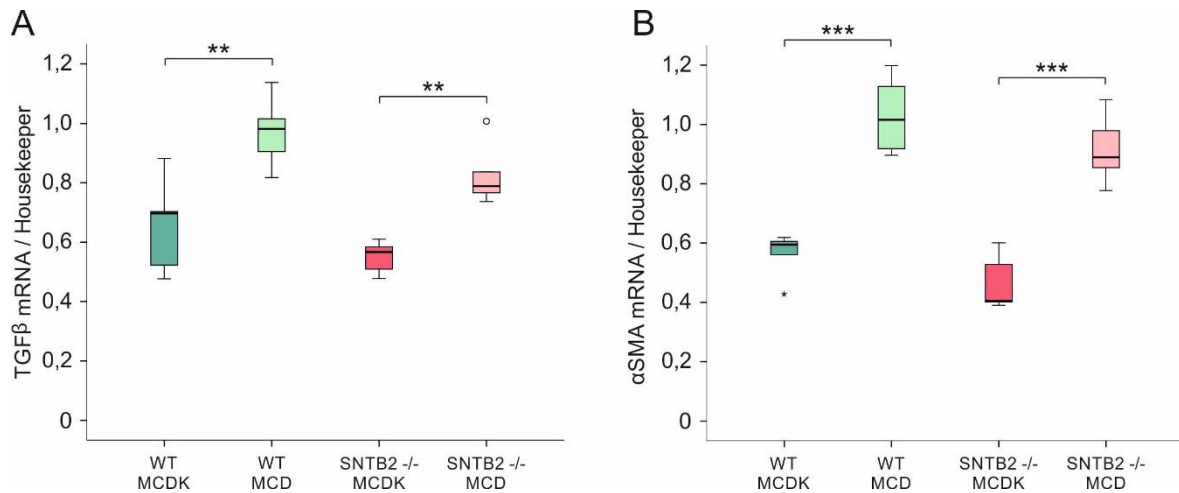 A
TGFβ mRNA / Housekeeper
1,2
1,0
0,8
0,6
0,4
0,2
0
**
**
WT
MCDK
WT
MCD
SNTB2 -/-
MCDK
SNTB2 -/-
MCD
B
αSMA mRNA / Housekeeper
1,2
1,0
0,8
0,6
0,4
0,2
0
***
***
*
WT
MCDK
WT
MCD
SNTB2 -/-
MCDK
SNTB2 -/-
MCD